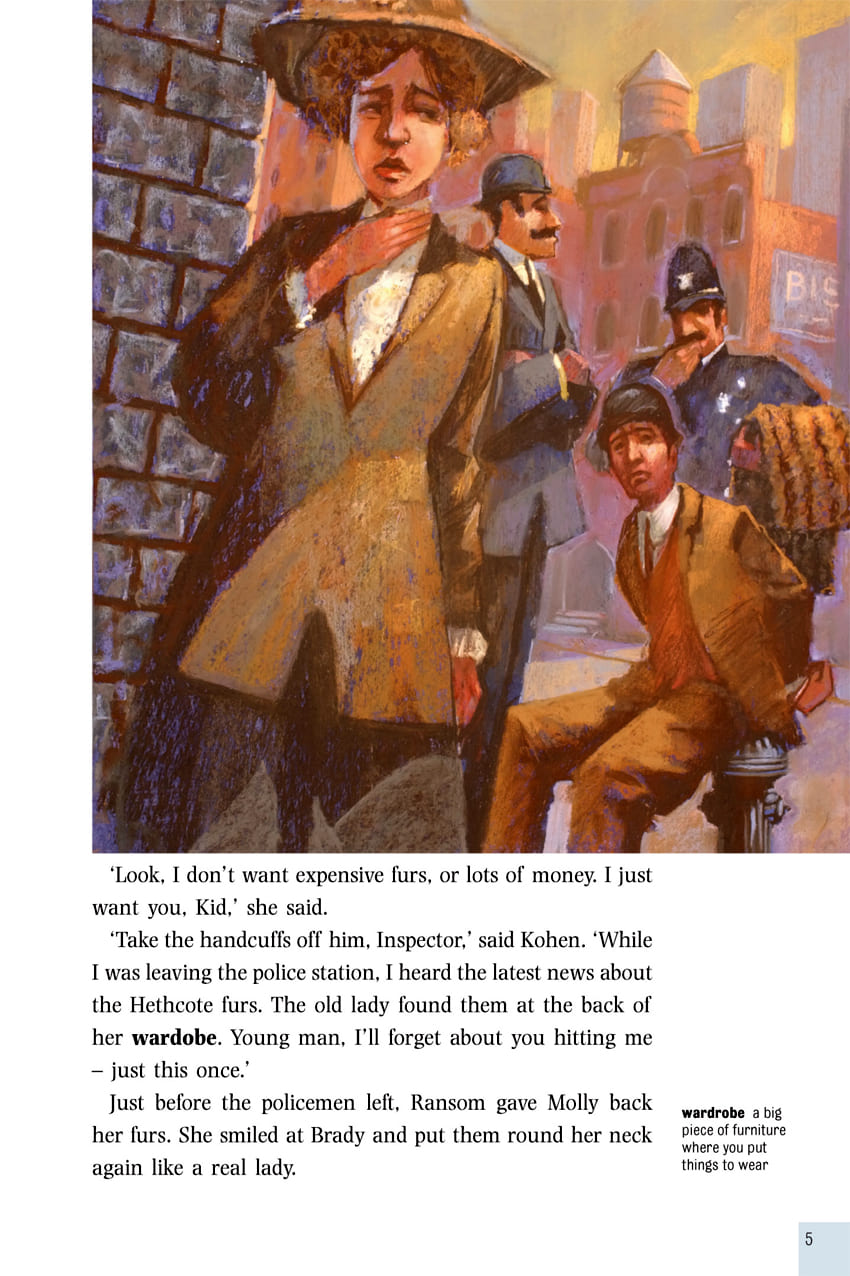 BIS
‘Look, I don’t want expensive furs, or lots of money. I just
want you, Kid,’ she said.
‘Take the handcuffs off him, Inspector,’ said Kohen. ‘While
I was leaving the police station, I heard the latest news about
the Hethcote furs. The old lady found them at the back of
her wardobe. Young man, I’ll forget about you hitting me
– just this once.’
Just before the policemen left, Ransom gave Molly back
her furs. She smiled at Brady and put them round her neck
again like a real lady.
wardrobe a big
piece of furniture
where you put
things to wear
5